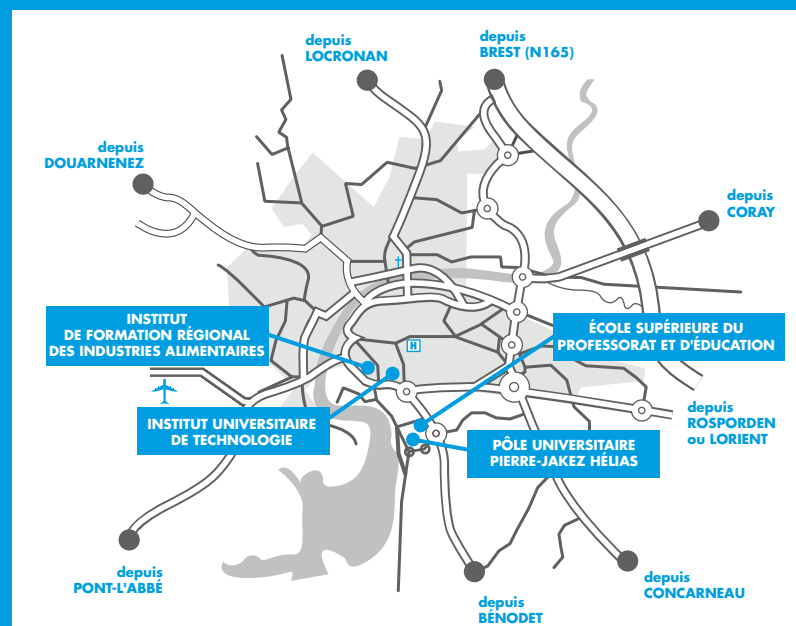 depuis
LOCRONAN
depuis
BREST (N165)
depuis
DOUARNENEZ
depuis
CORAY
INSTITUT
DE FORMATION RÉGIONAL
DES INDUSTRIES ALIMENTAIRES
H
ÉCOLE SUPÉRIEURE DU
PROFESSORAT ET D'ÉDUCATION
INSTITUT UNIVERSITAIRE
DE TECHNOLOGIE
depuis
ROSPORDEN
ou LORIENT
PÔLE UNIVERSITAIRE
PIERRE-JAKEZ HÉLIAS
depuis
PONT-L'ABBÉ
depuis
CONCARNEAU
depuis
BÉNODET